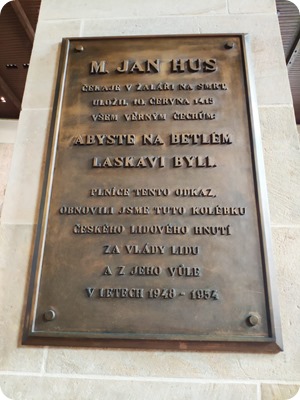 M. JAN HUS
ČEKAJE V ŽALÁŘI NA SMRT,
ULOŽIL 10. ČERVNA 1415
VŠEM VĚRNÝM ČECHŮM:
ABYSTE NA BETLÉM
LASKAVI BYLI.
PLNÍCE TENTO ODKAZ,
OBNOVILI JSME TUTO KOLÉBKU
ČESKÉHO LIDOVÉHO HNUTÍ
ZA VLÁDY LIDU
A Z JEHO VŮLE
V LETECH 1948 - 1954